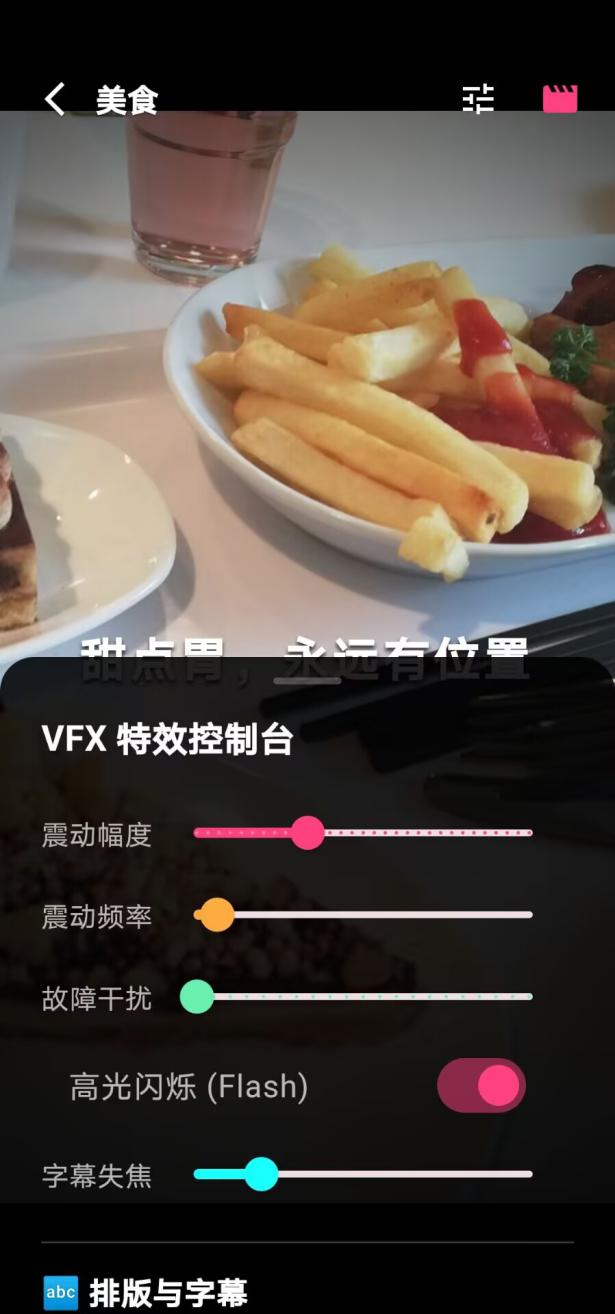 美食
甜点胃，永远有位置
VFX 特效控制台
震动幅度
震动频率
故障干扰
高光闪烁 (Flash)
字幕失焦
abc 排版与字幕